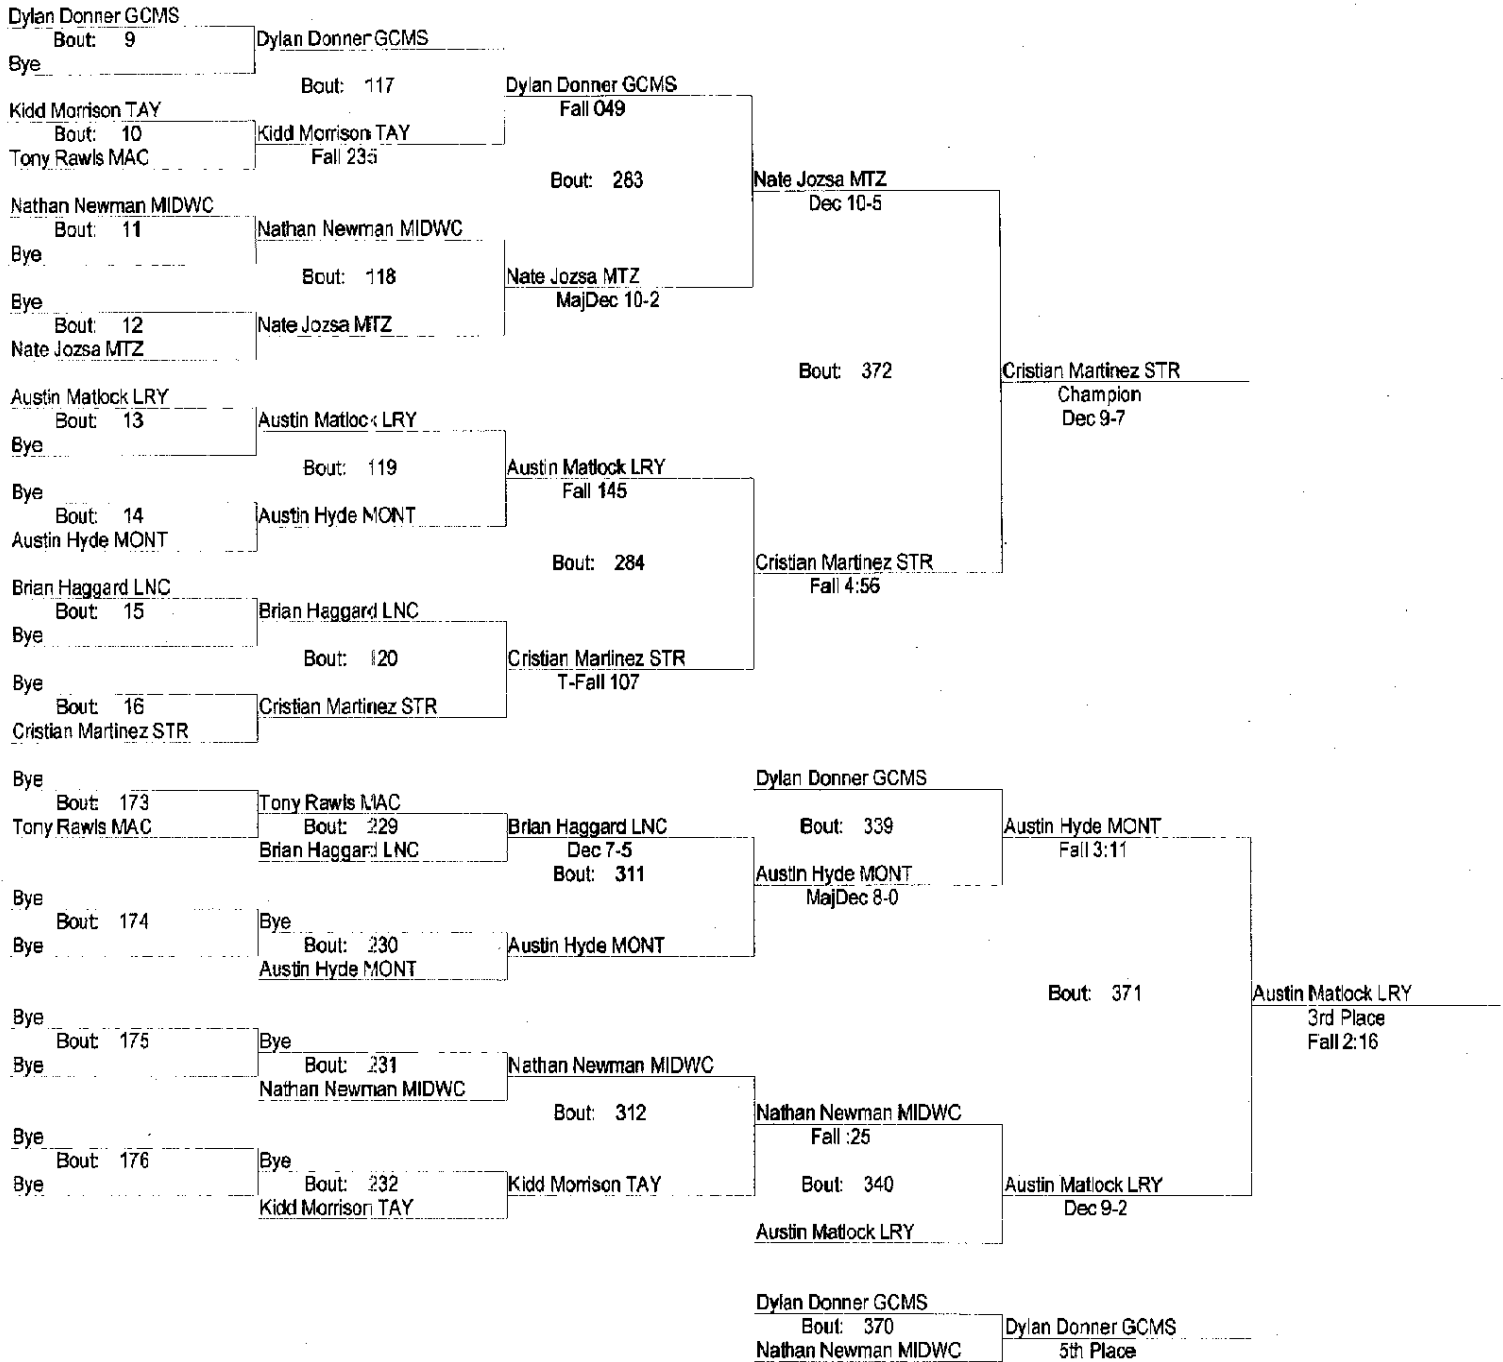 Dylan Donner GCMS
Bout: 9
Bye
Dylan Donner GCMS
Bout: 117
Kidd Morrison TAY
Bout: 10
Tony Rawls MAC
Kidd Morrison TAY
Fall 235
Dylan Donner GCMS
Fall 049
Bout: 283
Nathan Newman MIDWC
Bout: 11
Bye
Nathan Newman MIDWC
Bout: 118
Bye
Bout: 12
Nate Jozsa MTZ
Nate Jozsa MTZ
Nate Jozsa MTZ
MajDec 10-2
Nate Jozsa MTZ
Dec 10-5
Bout: 372
Austin Matlock LRY
Bout: 13
Bye
Austin Matlock LRY
Bout: 119
Bye
Bout: 14
Austin Hyde MONT
Austin Hyde MONT
Austin Matlock LRY
Fall 145
Bout: 284
Brian Haggard LNC
Bout: 15
Bye
Brian Haggard LNC
Bout: 120
Bye
Bout: 16
Cristian Martinez STR
Cristian Martinez STR
Cristian Martinez STR
T-Fall 107
Cristian Martinez STR
Fall 4:56
Cristian Martinez STR
Champion
Dec 9-7
Bye
Bout: 173
Tony Rawls MAC
Tony Rawls MAC
Bout: 229
Brian Haggard LNC
Brian Haggard LNC
Dec 7-5
Bout: 311
Bye
Bout: 174
Bye
Bye
Bout: 230
Austin Hyde MONT
Austin Hyde MONT
Dylan Donner GCMS
Bout: 339
Austin Hyde MONT
MajDec 8-0
Austin Hyde MONT
Fall 3:11
Bout: 371
Bye
Bout: 175
Bye
Bye
Bout: 231
Nathan Newman MIDWC
Nathan Newman MIDWC
Bout: 312
Bye
Bout: 176
Bye
Bye
Bout: 232
Kidd Morrison TAY
Kidd Morrison TAY
Nathan Newman MIDWC
Fall :25
Bout: 340
Austin Matlock LRY
Austin Matlock LRY
Dec 9-2
Austin Matlock LRY
3rd Place
Fall 2:16
Dylan Donner GCMS
Bout: 370
Nathan Newman MIDWC
Dylan Donner GCMS
5th Place